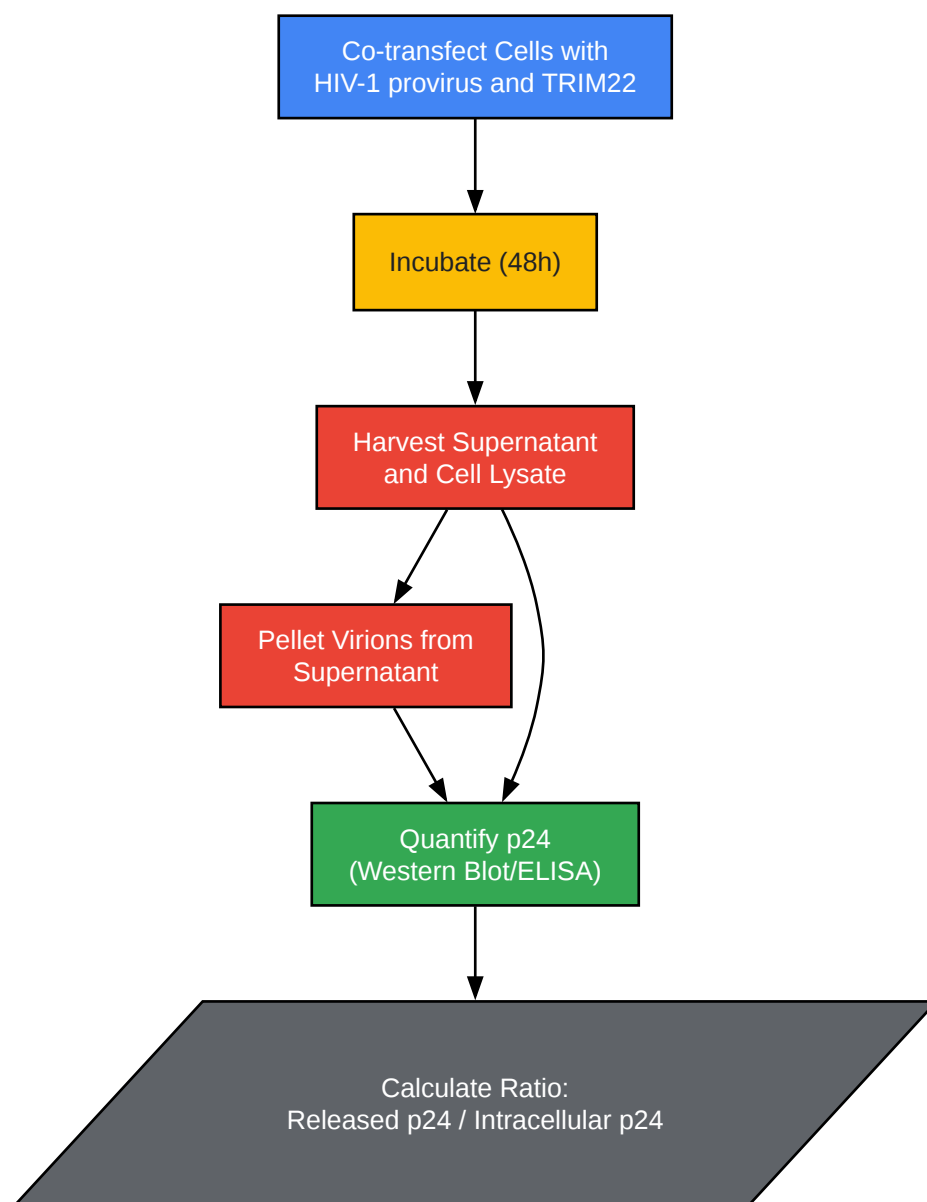 Co-transfect Cells with
HIV-1 provirus and TRIM22
Incubate (48h)
Harvest Supernatant
and Cell Lysate
Pellet Virions from
Supernatant
Quantify p24
(Western Blot/ELISA)
Calculate Ratio:
Released p24 / Intracellular p24